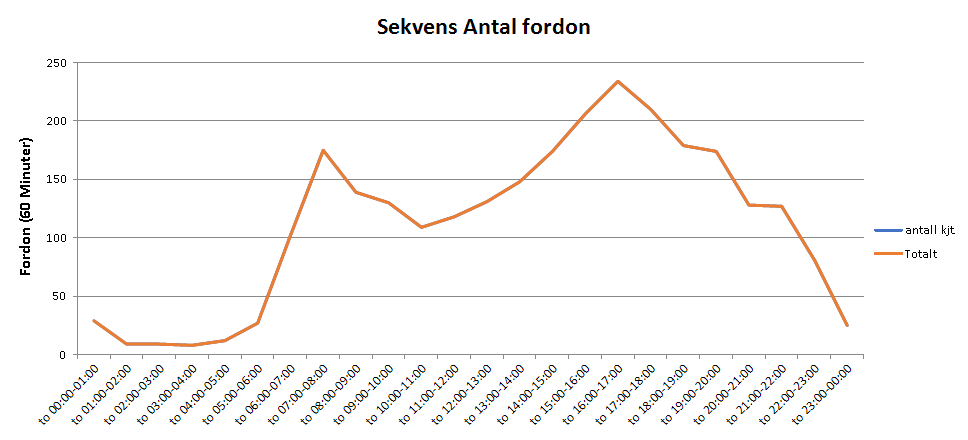 Sekvens Antal fordon
Fordon (60 Minuter)
250
200
150
100
50
0
to 00:00-01:00
to 01:00-02:00
to 02:00-03:00
to 03:00-04:00
to 04:00-05:00
to 05:00-06:00
to 06:00-07:00
to 07:00-08:00
to 08:00-09:00
to 09:00-10:00
to 10:00-11:00
to 11:00-12:00
to 12:00-13:00
to 13:00-14:00
to 14:00-15:00
to 15:00-16:00
to 16:00-17:00
to 17:00-18:00
to 18:00-19:00
to 19:00-20:00
to 20:00-21:00
to 21:00-22:00
to 22:00-23:00
to 23:00-00:00
antall kjt
Totalt